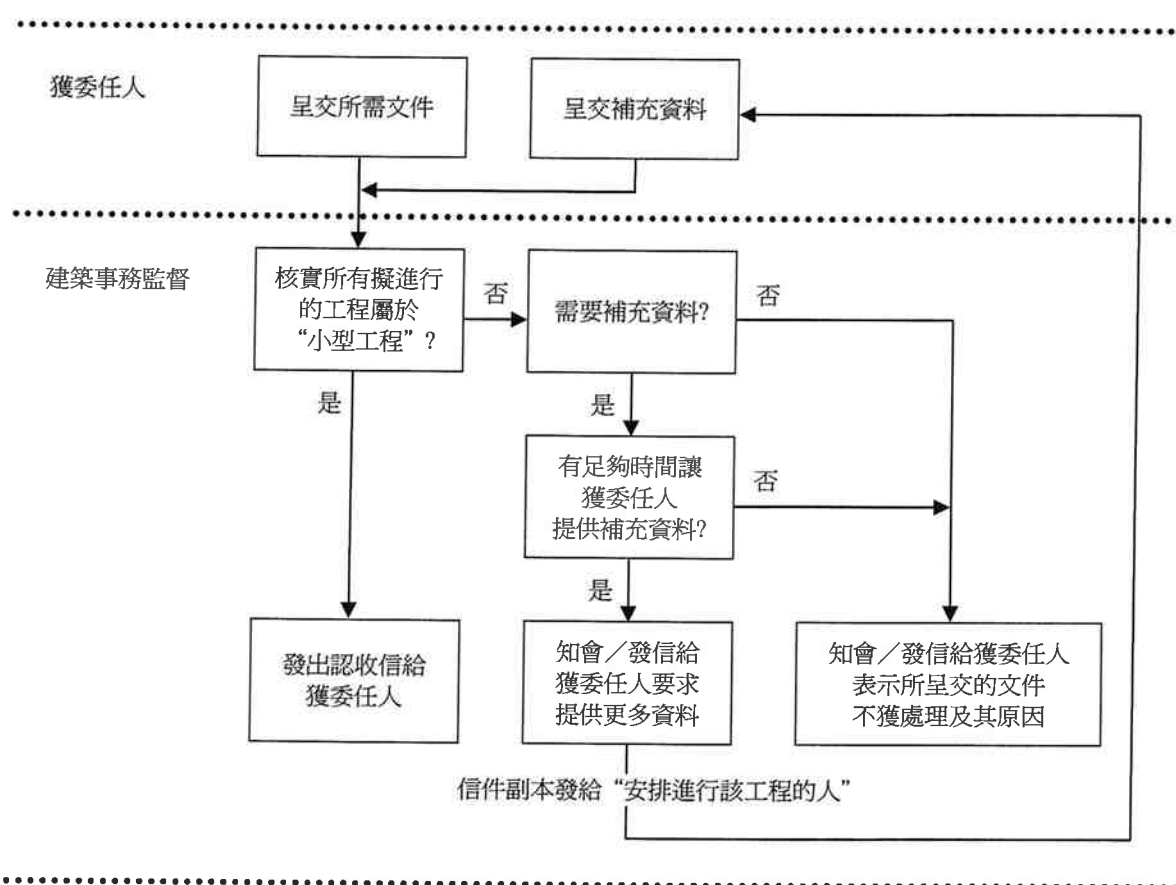 獲委任人
呈交所需文件
呈交補充資料
建築事務監督
核實所有擬進行
的工程屬於
“小型工程”？
否
需要補充資料？
否
是
是
有足夠時間讓
獲委任人
提供補充資料？
否
是
發出認收信給
獲委任人
知會／發信給
獲委任人要求
提供更多資料
知會／發信給獲委任人
表示所呈交的文件
不獲處理及其原因
信件副本發給“安排進行該工程的人”